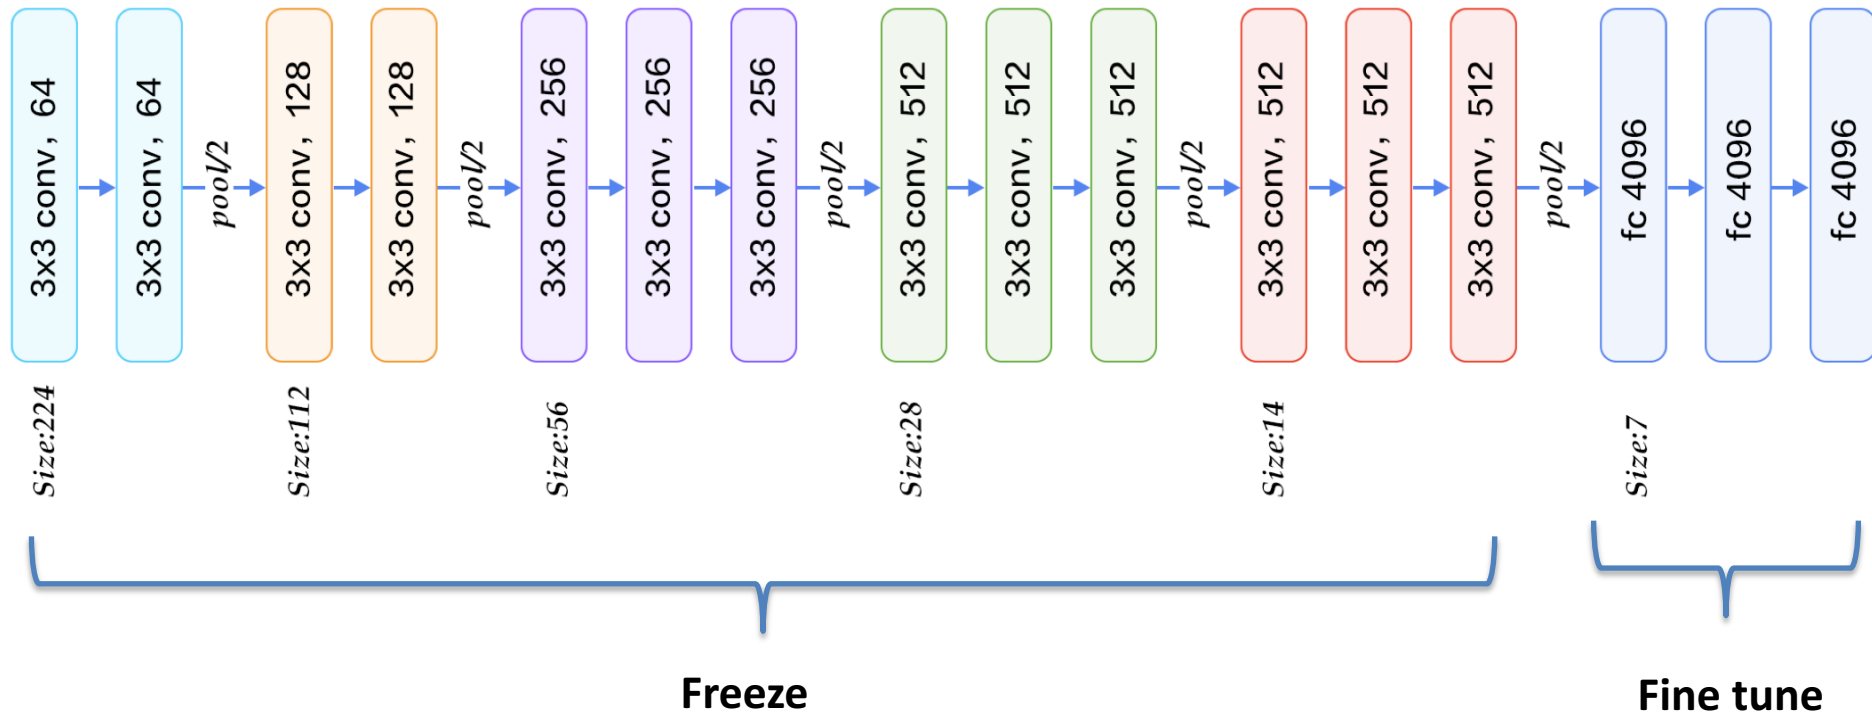 3x3 conv, 64
3x3 conv, 64
pool/2
3x3 conv, 128
3x3 conv, 128
pool/2
3x3 conv, 256
3x3 conv, 256
3x3 conv, 256
pool/2
3x3 conv, 512
3x3 conv, 512
3x3 conv, 512
pool/2
3x3 conv, 512
3x3 conv, 512
3x3 conv, 512
pool/2
fc 4096
fc 4096
fc 4096
Size:224
Size:112
Size:56
Size:28
Size:14
Size:7
Freeze
Fine tune